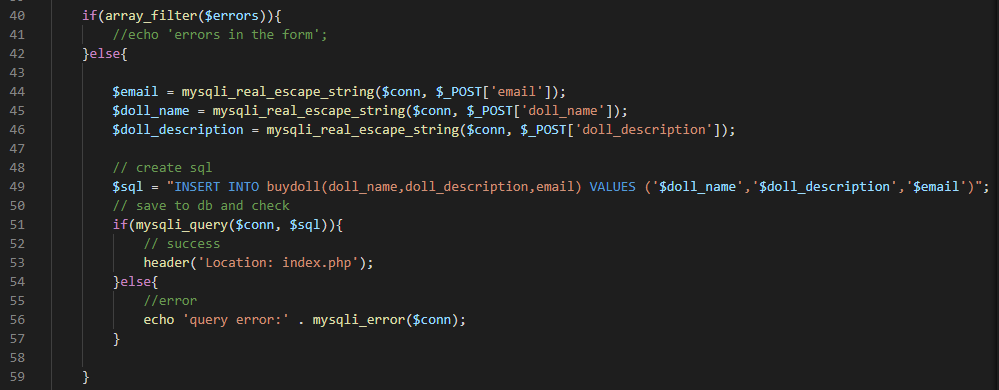 40 if(array_filter($errors)){
41 //echo 'errors in the form';
42 }else{
43
44 $email = mysqli_real_escape_string($conn, $_POST['email']);
45 $doll_name = mysqli_real_escape_string($conn, $_POST['doll_name']);
46 $doll_description = mysqli_real_escape_string($conn, $_POST['doll_description']);
47
48 // create sql
49 $sql = "INSERT INTO buydoll(doll_name,doll_description,email) VALUES ('$doll_name','$doll_description','$email')";
50 // save to db and check
51 if(mysqli_query($conn, $sql)){
52 // success
53 header('Location: index.php');
54 }else{
55 //error
56 echo 'query error:' . mysqli_error($conn);
57 }
58
59 }